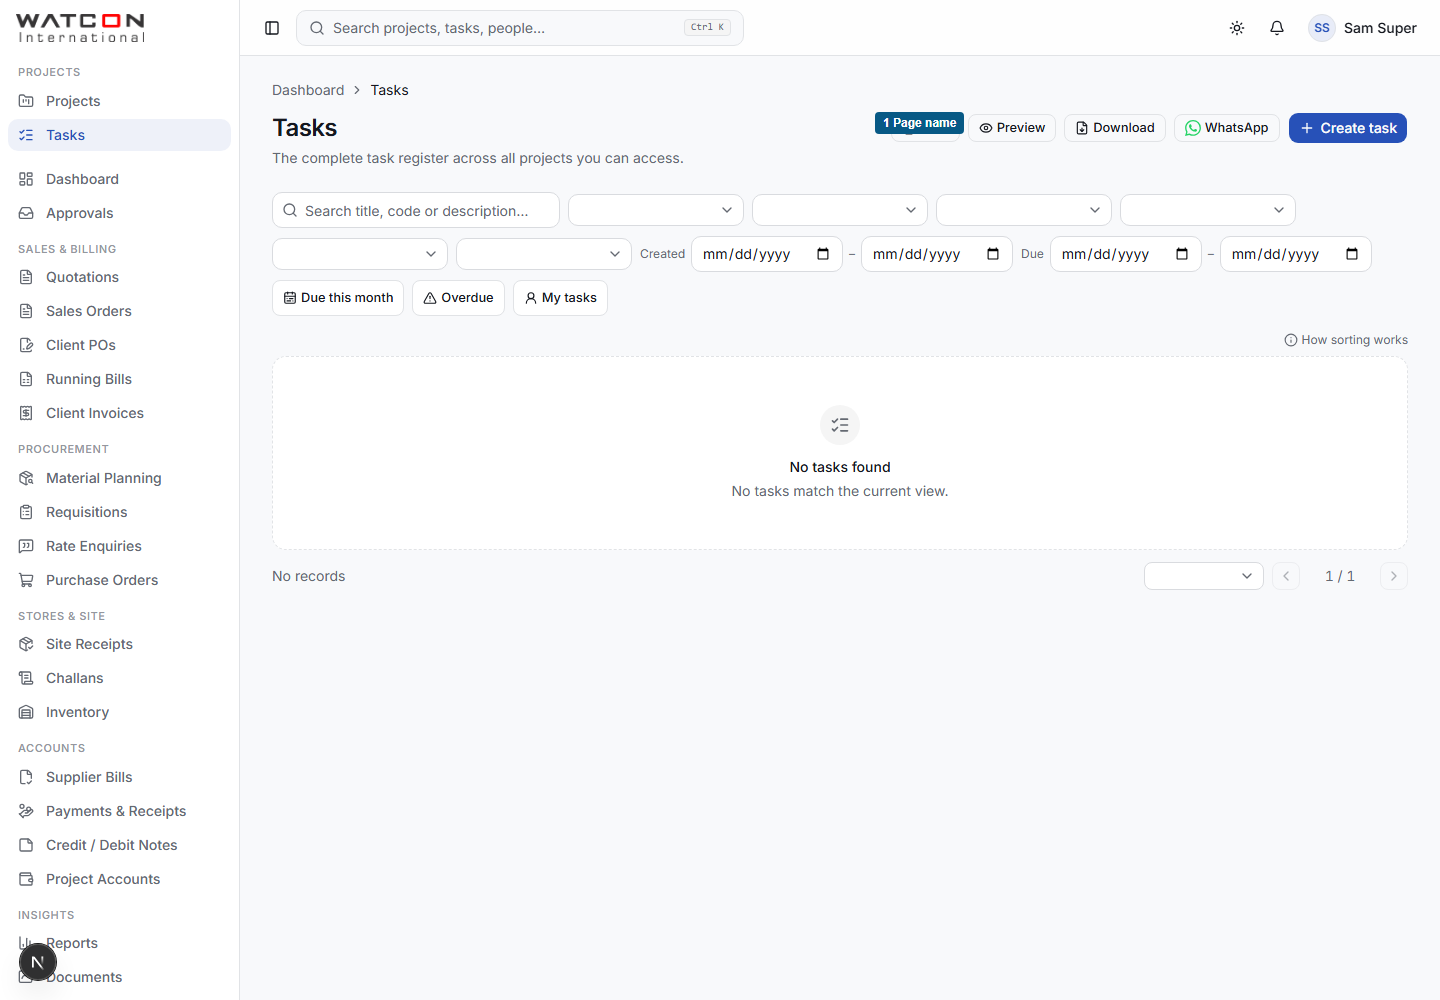 WATCON
International
PROJECTS
Projects
Tasks
Dashboard
Approvals
SALES & BILLING
Quotations
Sales Orders
Client POs
Running Bills
Client Invoices
PROCUREMENT
Material Planning
Requisitions
Rate Enquiries
Purchase Orders
STORES & SITE
Site Receipts
Challans
Inventory
ACCOUNTS
Supplier Bills
Payments & Receipts
Credit / Debit Notes
Project Accounts
INSIGHTS
Reports
Documents
N
Search projects, tasks, people... Ctrl K
SS Sam Super
Dashboard > Tasks
Tasks
1 Page name Preview Download WhatsApp + Create task
The complete task register across all projects you can access.
Search title, code or description...
Created mm/dd/yyyy – mm/dd/yyyy Due mm/dd/yyyy – mm/dd/yyyy
Due this month Overdue My tasks
How sorting works
No tasks found
No tasks match the current view.
No records 1 / 1